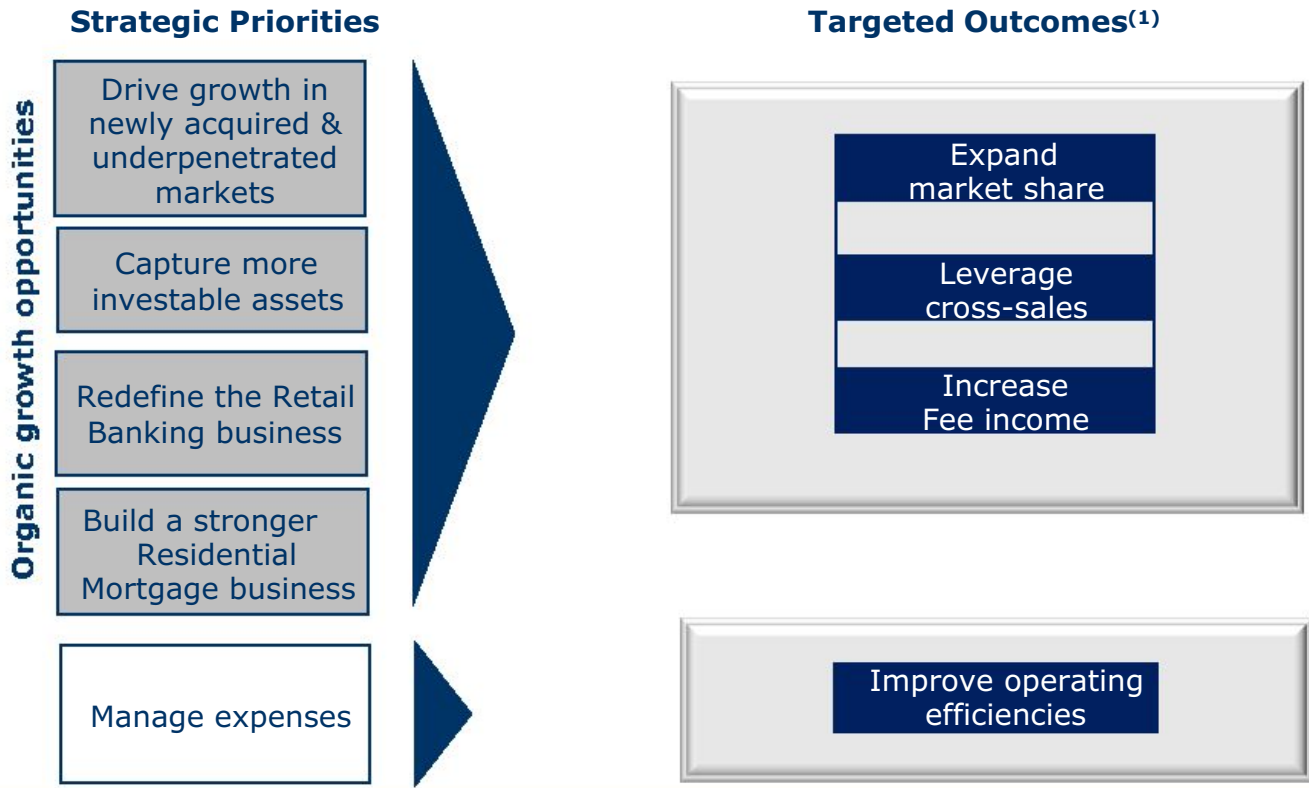 Strategic Priorities
Targeted Outcomes(1)
Organic growth opportunities
Drive growth in
newly acquired &
underpenetrated
markets
Capture more
investable assets
Redefine the Retail
Banking business
Build a stronger
Residential
Mortgage business
Manage expenses
Expand
market share
Leverage
cross-sales
Increase
Fee income
Improve operating
efficiencies